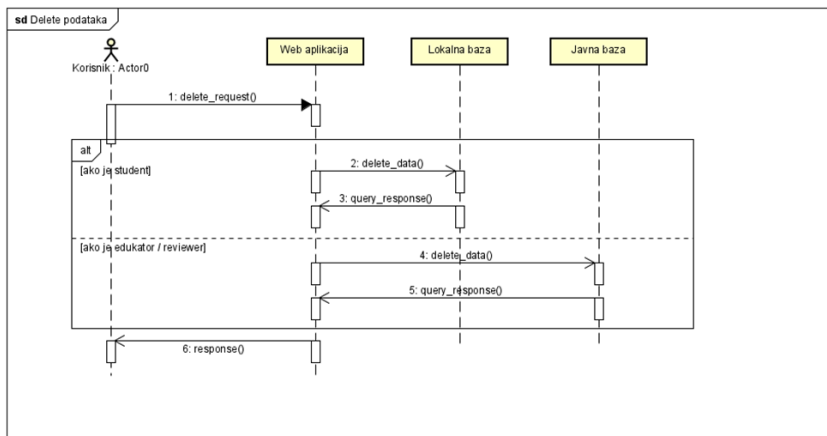 sd Delete podataka
Korisnik : Actor0
Web aplikacija
Lokalna baza
Javna baza
1: delete_request()
alt
[ako je student]
2: delete_data()
3: query_response()
[ako je edukator / reviewer]
4: delete_data()
5: query_response()
6: response()